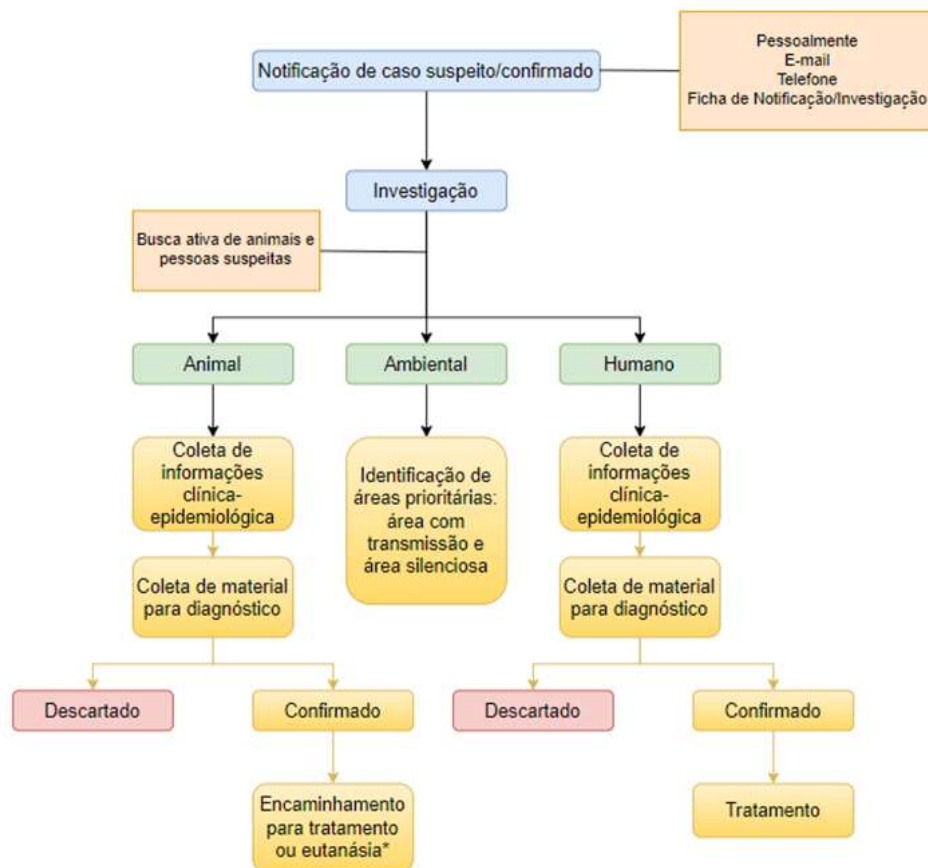 Pessoalmente
E-mail
Telefone
Ficha de Notificação/Investigação
Notificação de caso suspeito/confirmado
Investigação
Busca ativa de animais e
pessoas suspeitas
Animal
Ambiental
Humano
Coleta de
informações
clínica-
epidemiológica
Identificação de
áreas prioritárias:
área com
transmissão e
área silenciosa
Coleta de
informações
clínica-
epidemiológica
Coleta de material
para diagnóstico
Coleta de material
para diagnóstico
Descartado
Confirmado
Descartado
Confirmado
Encaminhamento
para tratamento
ou eutanásia*
Tratamento